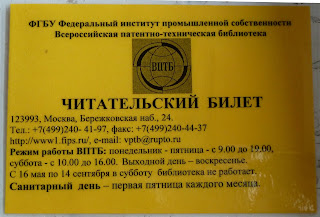 ФГБУ Федеральный институт промышленной собственности
Всероссийская патентно-техническая библиотека
ВПТБ
ЧИТАТЕЛЬСКИЙ БИЛЕТ
123993, Москва, Бережковская наб., 24.
Тел.: +7(499)240- 41-97, факс: +7(499)240-44-37
http://www1.fips.ru/, e-mail: vptb@rupto.ru
Режим работы ВПТБ: понедельник - пятница - с 9.00 до 19.00,
суббота - с 10.00 до 16.00. Выходной день – воскресенье.
С 16 мая по 14 сентября в субботу библиотека не работает.
Санитарный день – первая пятница каждого месяца.